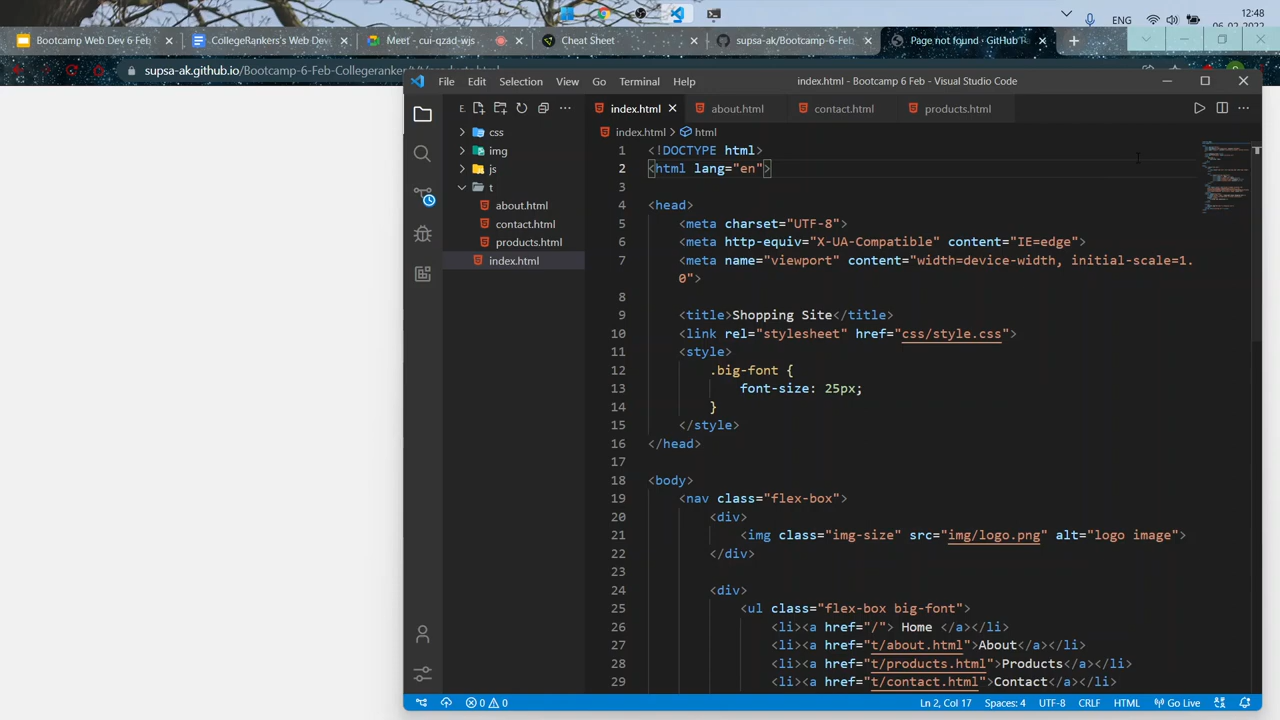 ENG
12:48
06-02-2022
Bootcamp Web Dev 6 Feb
CollegeRankers's Web Dev
Meet - cui-qzad-wjs
Cheat Sheet
supsa-ak/Bootcamp-6-Feb
Page not found · GitHub
supsa-ak.github.io/Bootcamp-6-Feb-Collegeranker
File Edit Selection View Go Terminal Help
index.html - Bootcamp 6 Feb - Visual Studio Code
E...
index.html
about.html
contact.html
products.html
index.html > html
css
img
js
t
about.html
contact.html
products.html
index.html
1 <!DOCTYPE html>
2 <html lang="en">
3
4 <head>
5 <meta charset="UTF-8">
6 <meta http-equiv="X-UA-Compatible" content="IE=edge">
7 <meta name="viewport" content="width=device-width, initial-scale=1.
0">
8
9 <title>Shopping Site</title>
10 <link rel="stylesheet" href="css/style.css">
11 <style>
12 .big-font {
13 font-size: 25px;
14 }
15 </style>
16 </head>
17
18 <body>
19 <nav class="flex-box">
20 <div>
21 <img class="img-size" src="img/logo.png" alt="logo image">
22 </div>
23
24 <div>
25 <ul class="flex-box big-font">
26 <li><a href="/"> Home </a></li>
27 <li><a href="t/about.html">About</a></li>
28 <li><a href="t/products.html">Products</a></li>
29 <li><a href="t/contact.html">Contact</a></li>
0 0
Ln 2, Col 17 Spaces: 4 UTF-8 CRLF HTML Go Live